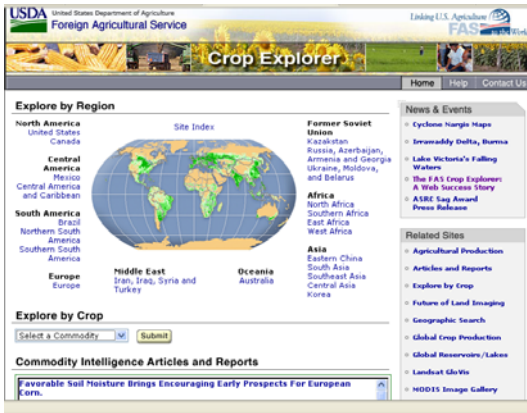 USDA United States Department of Agriculture
Foreign Agricultural Service
Linking U.S. Agriculture
FAS to the World
Crop Explorer
Home Help Contact Us
Explore by Region
North America
United States
Canada
Central
America
Mexico
Central America
and Caribbean
South America
Brazil
Northern South
America
Southern South
America
Europe
Europe
Site Index
Middle East
Iran, Iraq, Syria and
Turkey
Oceania
Australia
Former Soviet
Union
Kazakstan
Russia, Azerbaijan,
Armenia and Georgia
Ukraine, Moldova,
and Belarus
Africa
North Africa
Southern Africa
East Africa
West Africa
Asia
Eastern China
South Asia
Southeast Asia
Central Asia
Korea
Explore by Crop
Select a Commodity
Submit
Commodity Intelligence Articles and Reports
Favorable Soil Moisture Brings Encouraging Early Prospects For European
Corn.
News & Events
Cyclone Nargis Maps
Irrawaddy Delta, Burma
Lake Victoria's Falling
Waters
The FAS Crop Explorer:
A Web Success Story
ASRC Sag Award
Press Release
Related Sites
Agricultural Production
Articles and Reports
Explore by Crop
Future of Land Imaging
Geographic Search
Global Crop Production
Global Reservoirs/Lakes
Landsat GloVis
MODIS Image Gallery